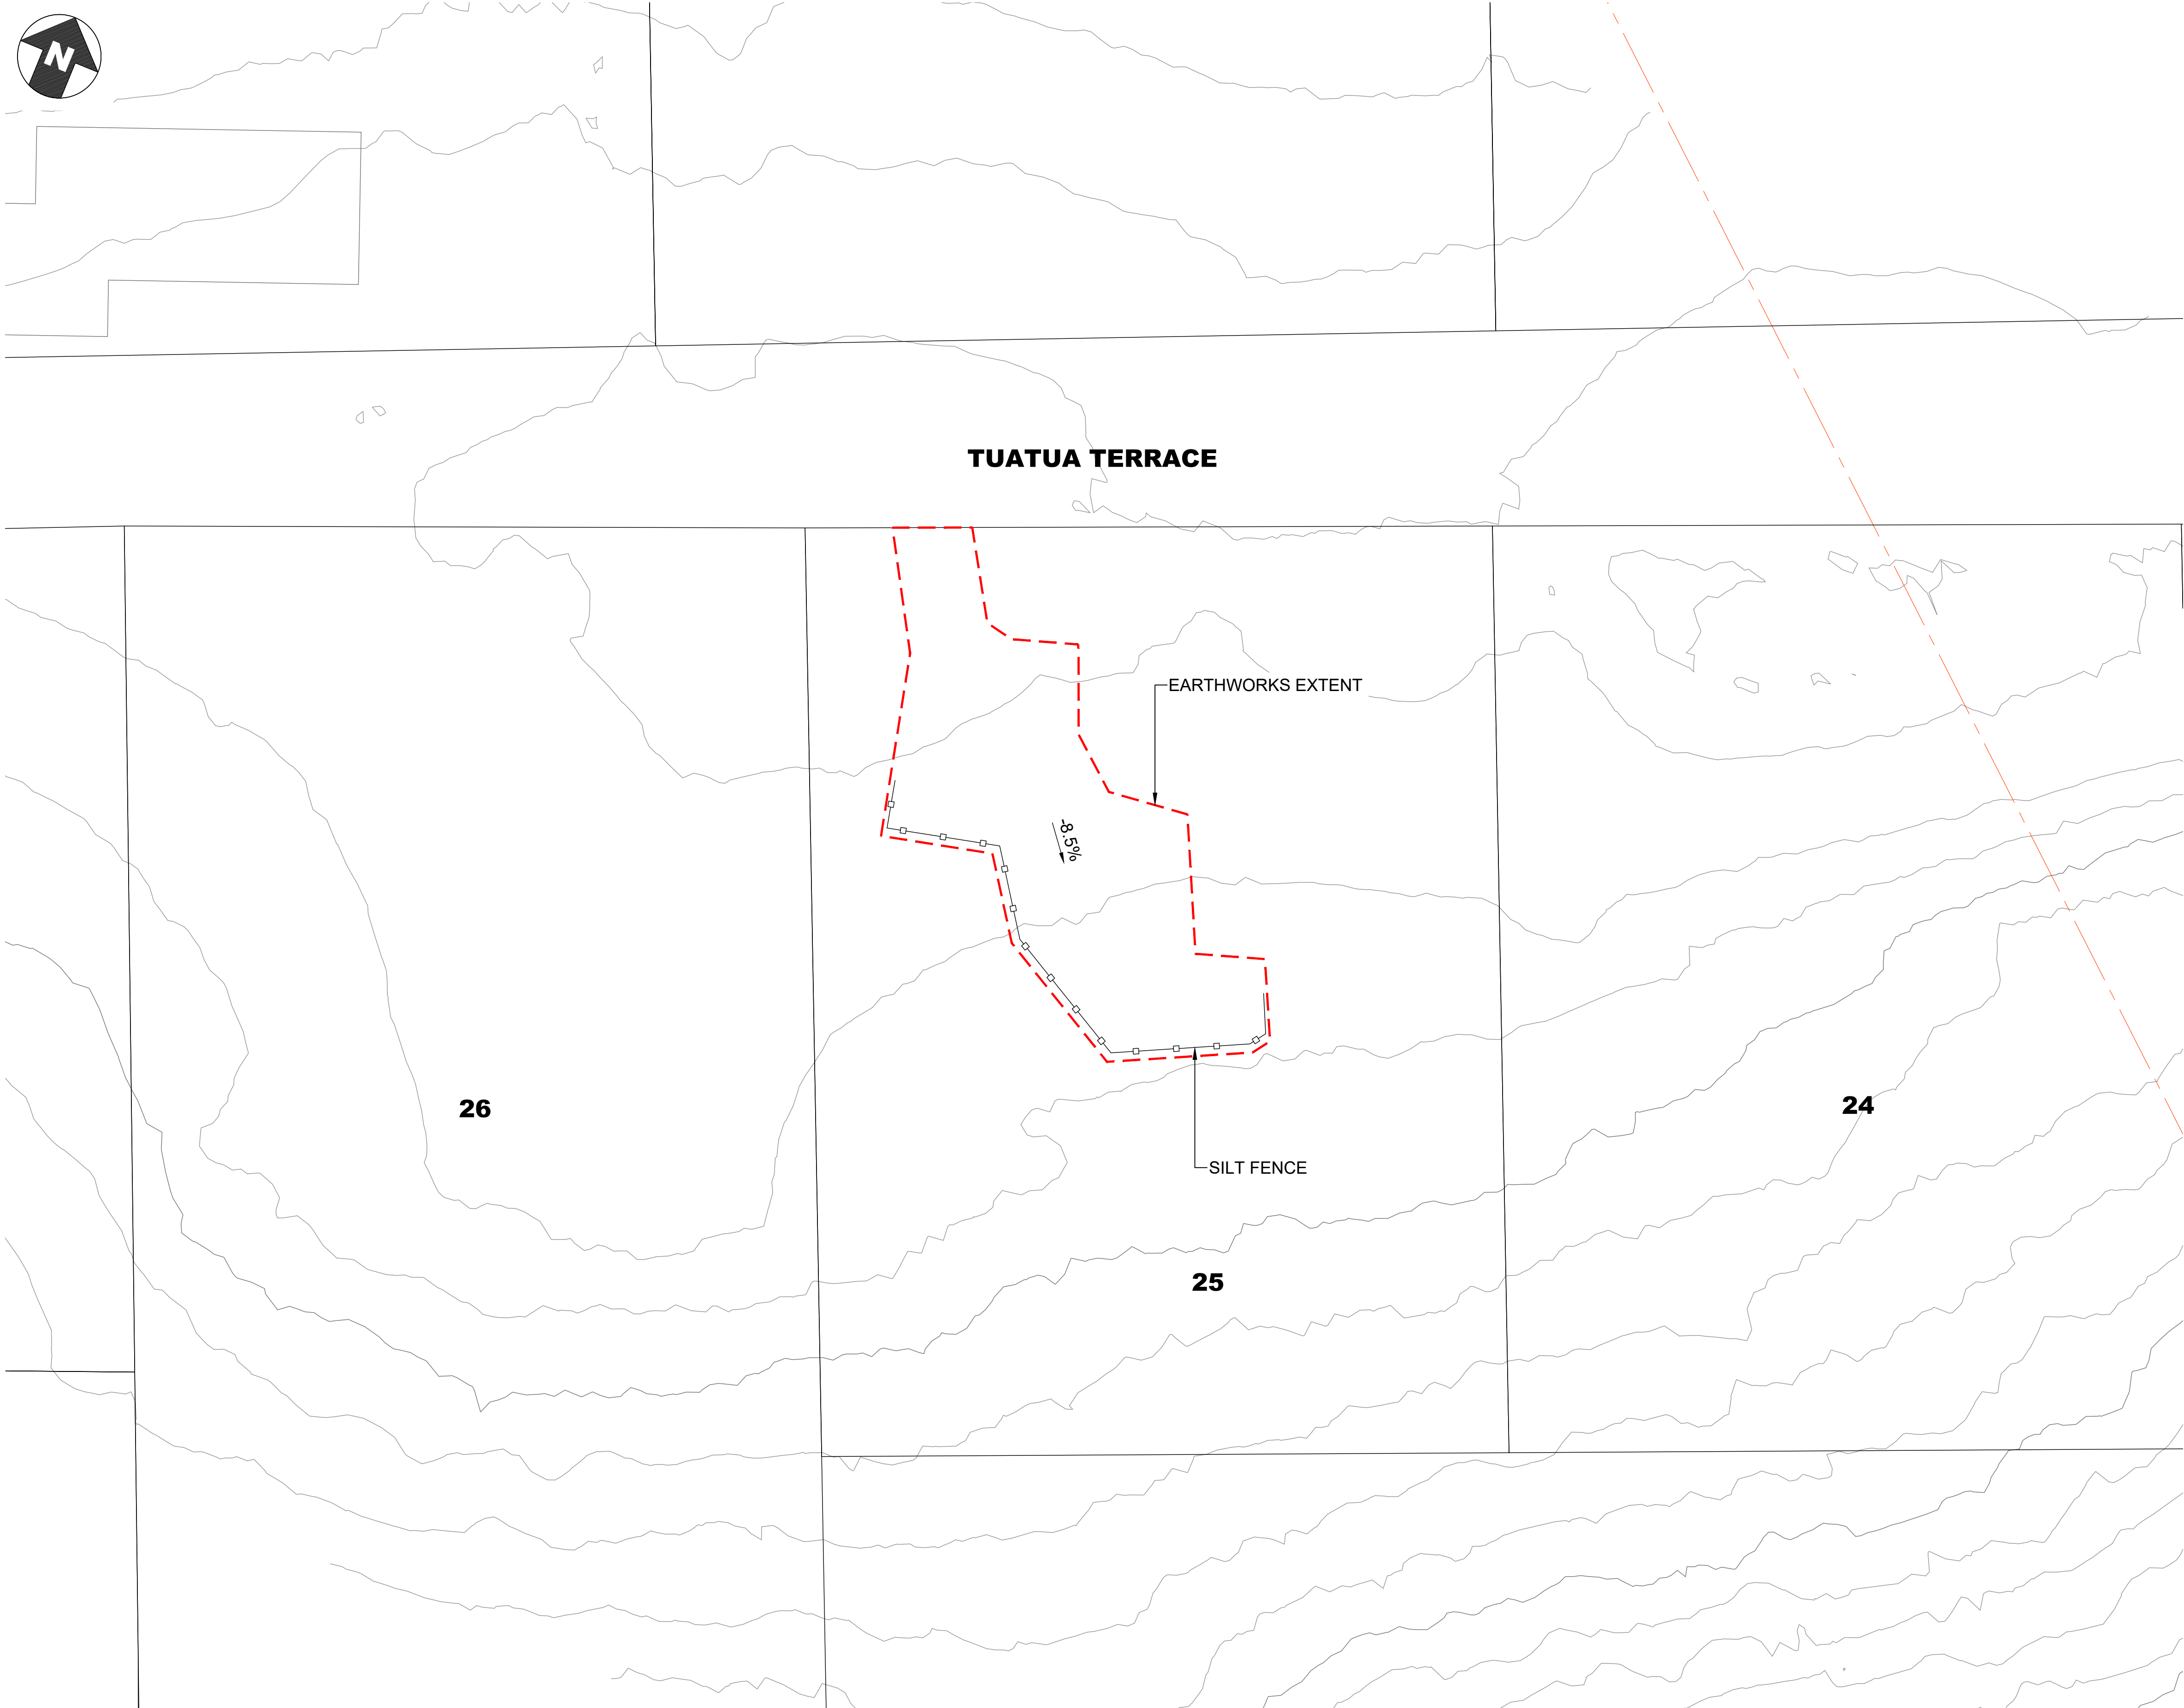 N
TUATUA TERRACE
EARTHWORKS EXTENT
-8.5%
26
24
SILT FENCE
25